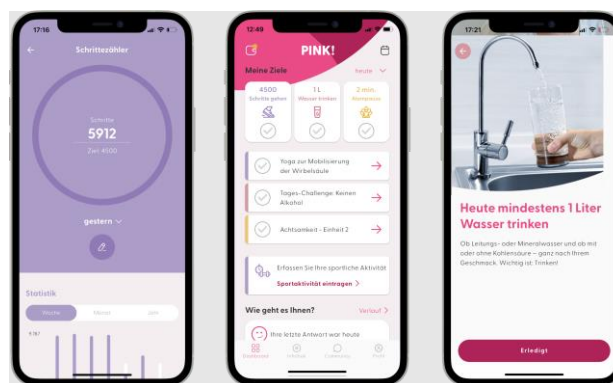 17:16
Schrittezähler
Schritte
5912
Ziel: 4500
gestern
Statistik
Woche
Monat
Jahr
12:49
PINK!
Meine Ziele
heute
4500
Schritte gehen
1 L
Wasser trinken
2 min.
Yoga zur Mobilisierung
der Wirbelsäule
Tages-Challenge: Keinen
Alkohol
Achtsamkeit - Einheit 2
Erfassen Sie Ihre sportliche Aktivität
Sportaktivität eintragen
Wie geht es Ihnen?
Verlauf
Ihre letzte Antwort war heute
Dashboard
Community
Profil
17:21
Heute mindestens 1 Liter
Wasser trinken
Ob Leitungs- oder Mineralwasser und ob mit
oder ohne Kohlensäure – ganz nach Ihrem
Geschmack. Wichtig ist: Trinken!
Erledigt